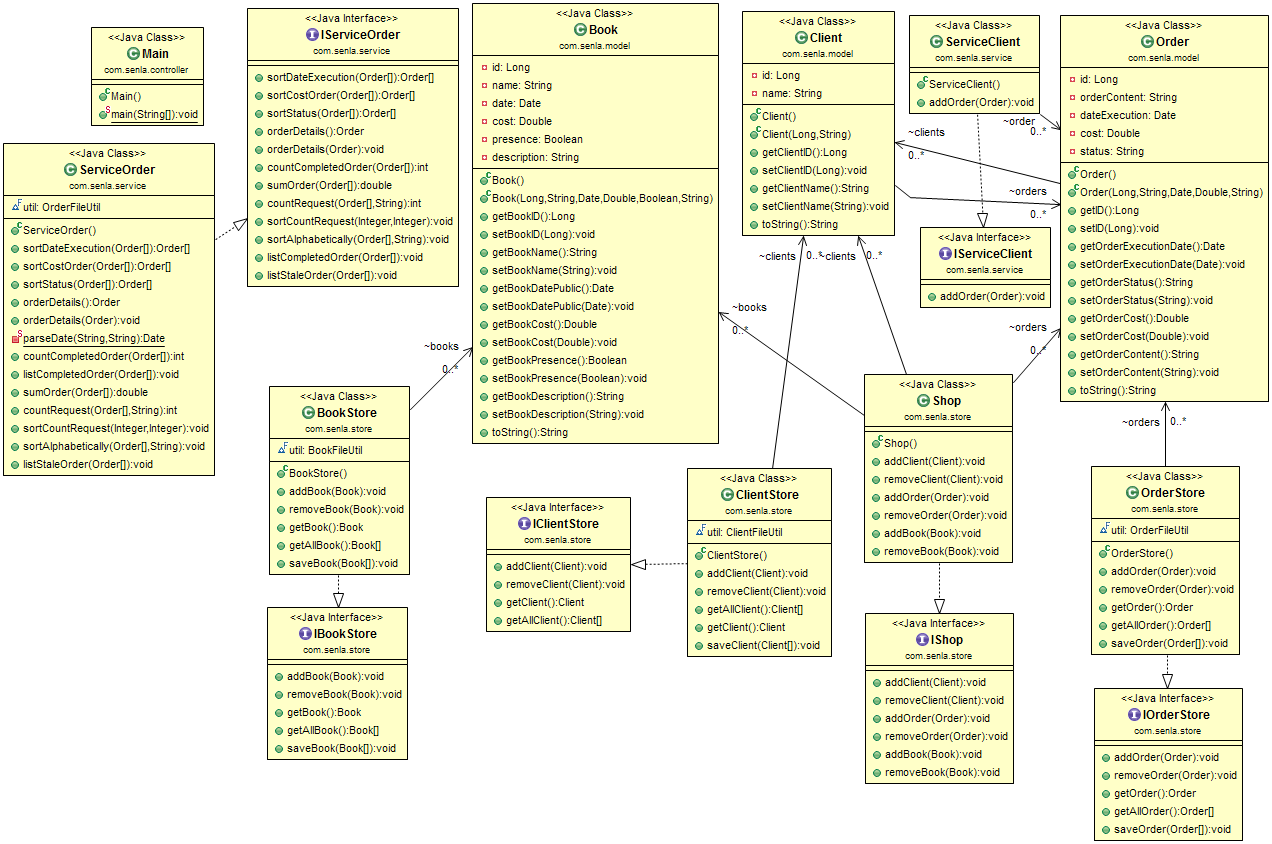 <<Java Class>>
Main
com.senla.controller
Main()
main(String[]):void
<<Java Class>>
ServiceOrder
com.senla.service
util: OrderFileUtil
ServiceOrder()
sortDateExecution(Order[]):Order[]
sortCostOrder(Order[]):Order[]
sortStatus(Order[]):Order[]
orderDetails():Order
orderDetails(Order):void
parseDate(String,String):Date
countCompletedOrder(Order[]):int
listCompletedOrder(Order[]):void
sumOrder(Order[]):double
countRequest(Order[],String):int
sortCountRequest(Integer,Integer):void
sortAlphabetically(Order[],String):void
listStaleOrder(Order[]):void
<<Java Interface>>
IServiceOrder
com.senla.service
sortDateExecution(Order[]):Order[]
sortCostOrder(Order[]):Order[]
sortStatus(Order[]):Order[]
orderDetails():Order
orderDetails(Order):void
countCompletedOrder(Order[]):int
sumOrder(Order[]):double
countRequest(Order[],String):int
sortCountRequest(Integer,Integer):void
sortAlphabetically(Order[],String):void
listCompletedOrder(Order[]):void
listStaleOrder(Order[]):void
<<Java Class>>
Book
com.senla.model
id: Long
name: String
date: Date
cost: Double
presence: Boolean
description: String
Book()
Book(Long,String,Date,Double,Boolean,String)
getBookID():Long
setBookID(Long):void
getBookName():String
setBookName(String):void
getBookDatePublic():Date
setBookDatePublic(Date):void
getBookCost():Double
setBookCost(Double):void
getBookPresence():Boolean
setBookPresence(Boolean):void
getBookDescription():String
setBookDescription(String):void
toString():String
<<Java Class>>
Client
com.senla.model
id: Long
name: String
Client()
Client(Long,String)
getClientID():Long
setClientID(Long):void
getClientName():String
setClientName(String):void
toString():String
<<Java Class>>
ServiceClient
com.senla.service
ServiceClient()
addOrder(Order):void
~order
0..*
~clients
0..*
~orders
0..*
<<Java Interface>>
IServiceClient
com.senla.service
addOrder(Order):void
<<Java Class>>
Order
com.senla.model
id: Long
orderContent: String
dateExecution: Date
cost: Double
status: String
Order()
Order(Long,String,Date,Double,String)
getID():Long
setID(Long):void
getOrderExecutionDate():Date
setOrderExecutionDate(Date):void
getOrderStatus():String
setOrderStatus(String):void
getOrderCost():Double
setOrderCost(Double):void
getOrderContent():String
setOrderContent(String):void
toString():String
~clients
0..*
~clients
0..*
~books
0..*
~orders
0..*
~books
0..*
~orders
0..*
<<Java Class>>
BookStore
com.senla.store
util: BookFileUtil
BookStore()
addBook(Book):void
removeBook(Book):void
getBook():Book
getAllBook():Book[]
saveBook(Book[]):void
<<Java Interface>>
IBookStore
com.senla.store
addBook(Book):void
removeBook(Book):void
getBook():Book
getAllBook():Book[]
saveBook(Book[]):void
<<Java Interface>>
IClientStore
com.senla.store
addClient(Client):void
removeClient(Client):void
getClient():Client
getAllClient():Client[]
<<Java Class>>
ClientStore
com.senla.store
util: ClientFileUtil
ClientStore()
addClient(Client):void
removeClient(Client):void
getAllClient():Client[]
getClient():Client
saveClient(Client[]):void
<<Java Class>>
Shop
com.senla.store
Shop()
addClient(Client):void
removeClient(Client):void
addOrder(Order):void
removeOrder(Order):void
addBook(Book):void
removeBook(Book):void
<<Java Interface>>
IShop
com.senla.store
addClient(Client):void
removeClient(Client):void
addOrder(Order):void
removeOrder(Order):void
addBook(Book):void
removeBook(Book):void
<<Java Class>>
OrderStore
com.senla.store
util: OrderFileUtil
OrderStore()
addOrder(Order):void
removeOrder(Order):void
getOrder():Order
getAllOrder():Order[]
saveOrder(Order[]):void
<<Java Interface>>
IOrderStore
com.senla.store
addOrder(Order):void
removeOrder(Order):void
getOrder():Order
getAllOrder():Order[]
saveOrder(Order[]):void